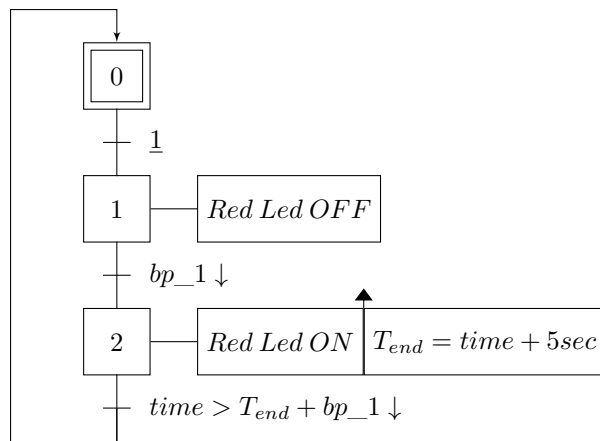 0
1
1
Red Led OFF
bp_1 ↓
2
Red Led ON
T_end = time + 5sec
time > T_end + bp_1 ↓